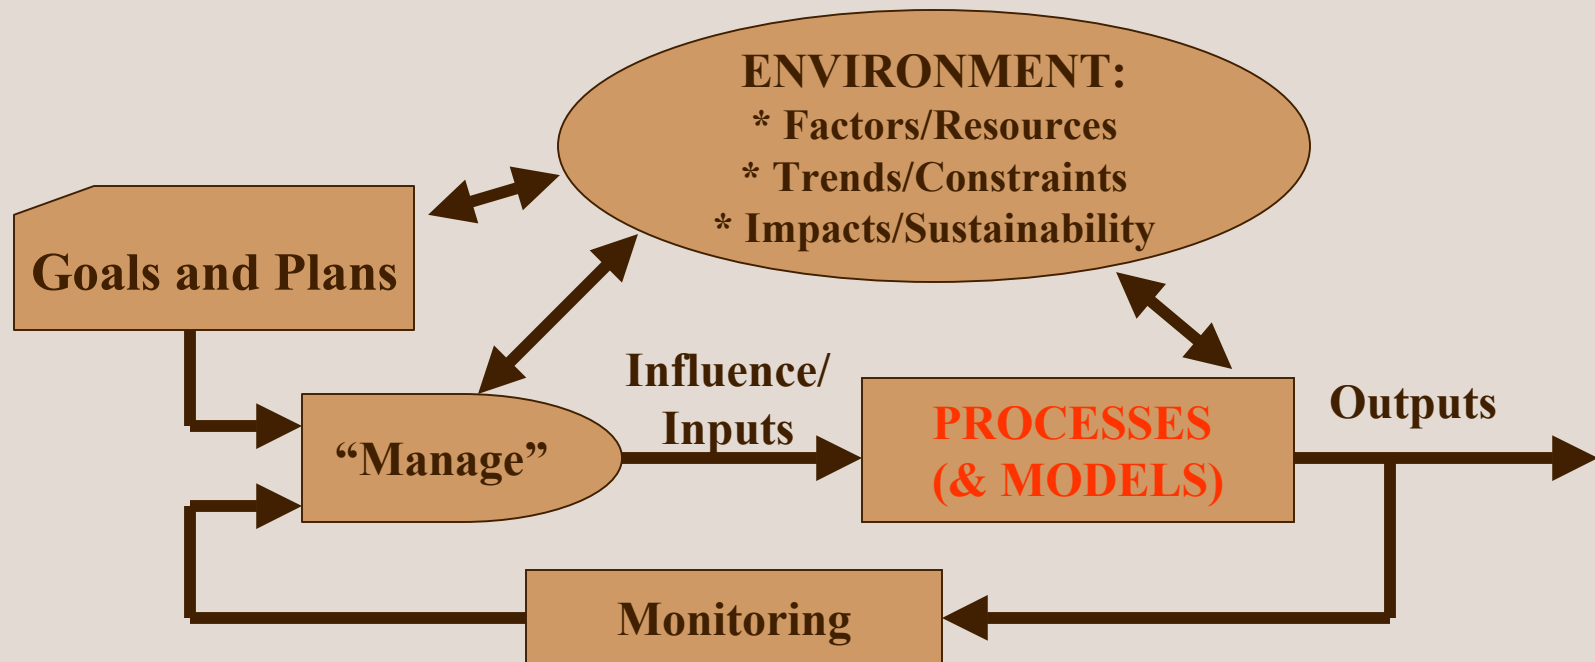 ENVIRONMENT:
* Factors/Resources
* Trends/Constraints
* Impacts/Sustainability
Goals and Plans
Influence/
Inputs
“Manage”
PROCESSES
(& MODELS)
Outputs
Monitoring